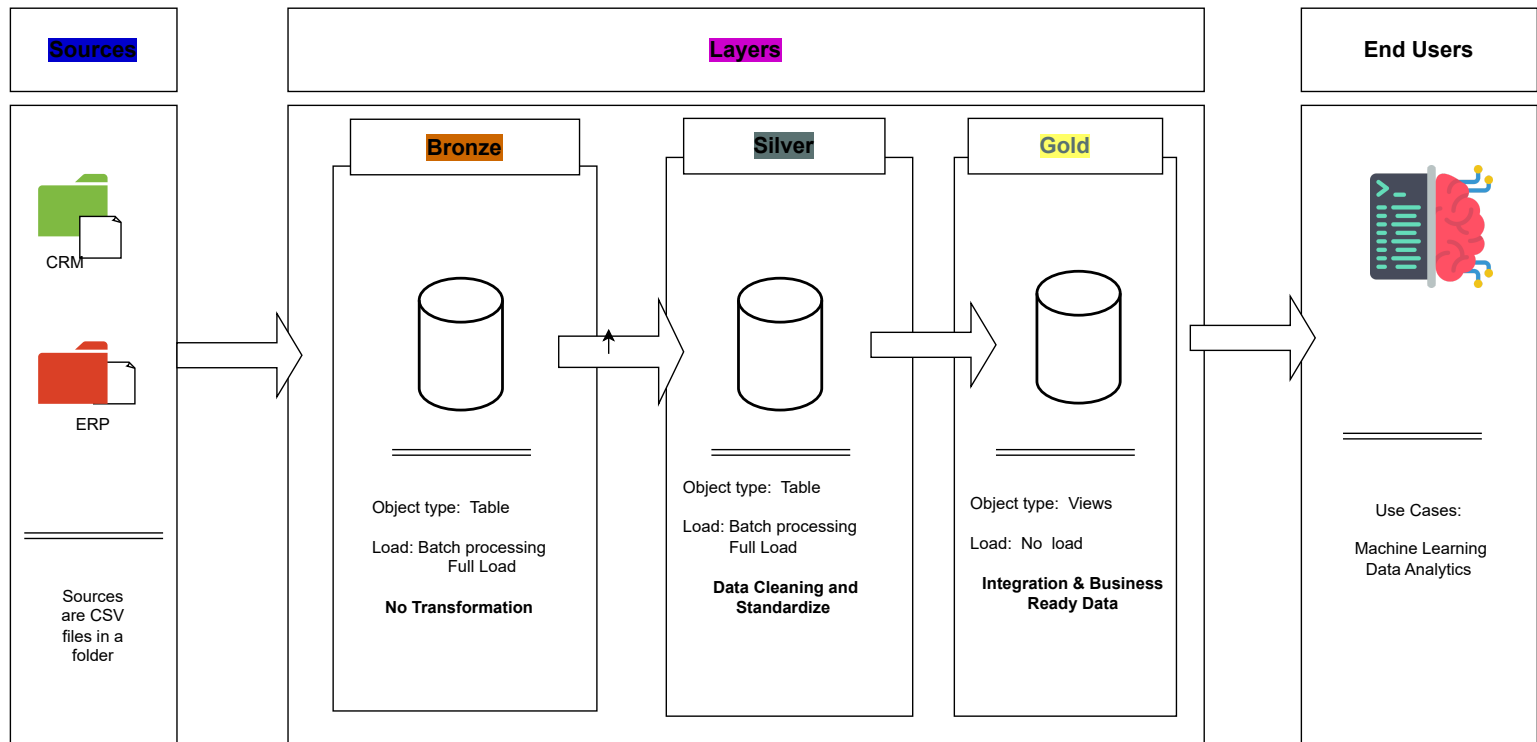 Sources
Layers
End Users
CRM
ERP
Sources
are CSV
files in a
folder
Bronze
Object type:  Table
Load: Batch processing
Full Load
No Transformation
Silver
Object type:  Table
Load: Batch processing
Full Load
Data Cleaning and
Standardize
Gold
Object type:  Views
Load:  No  load
Integration & Business
Ready Data
Use Cases:
Machine Learning
Data Analytics